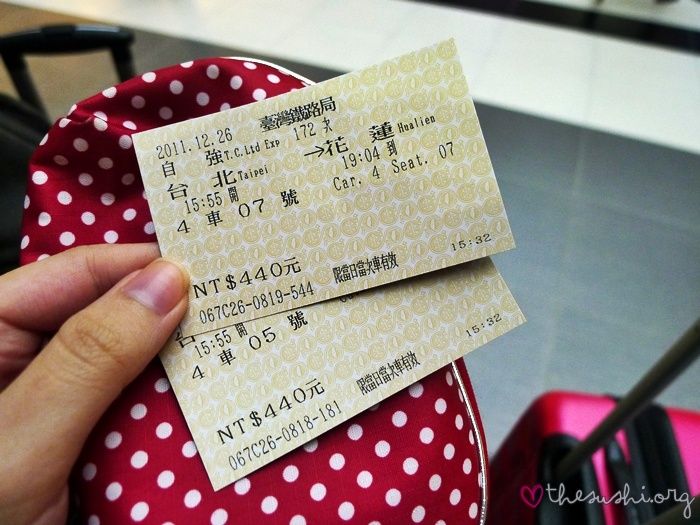 臺灣鐵路局
2011.12.26
自強 T.C.Ltd Exp 172 次
台北 Taipei →花蓮 Hualien
15:55 開 19:04 到
4 車 07 號 Car. 4 Seat. 07
NT$440元 限當日當次車有效 15:32
067C26-0819-544
台
15:55 開
4 車 05 號
NT$440元 限當日當次車有效 15:32
067C26-0818-181
thesushi.org